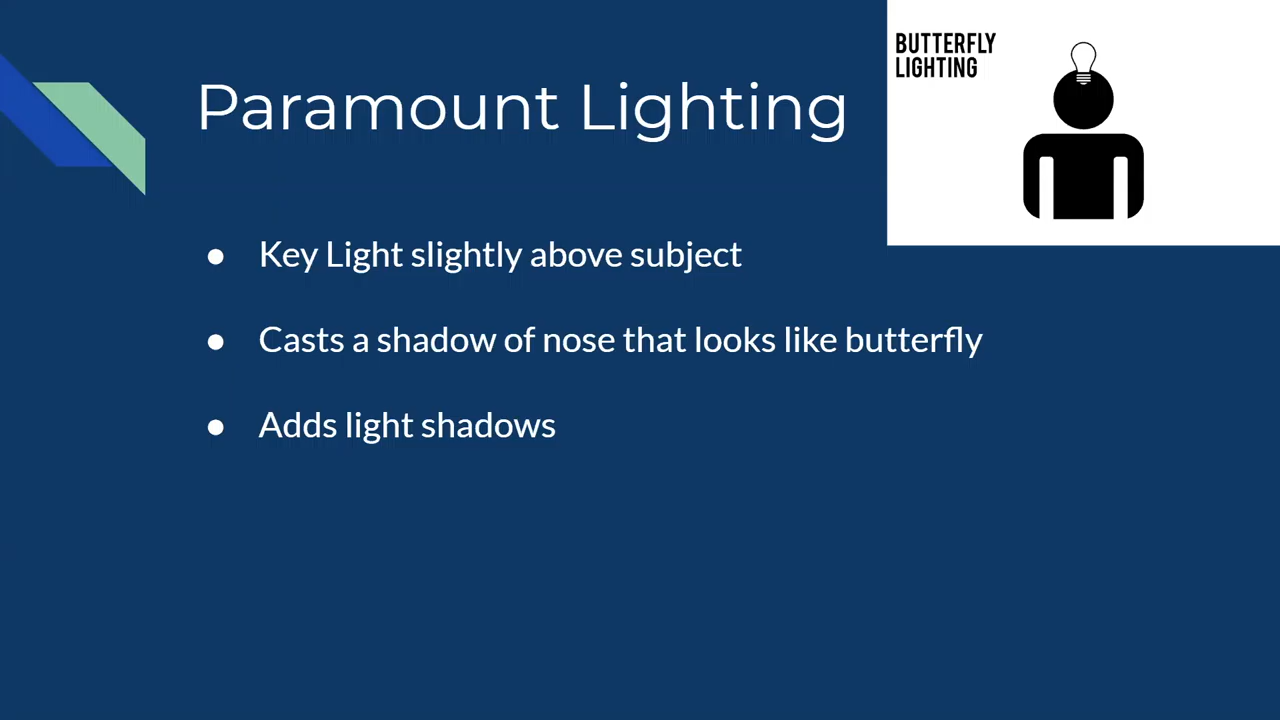 Paramount Lighting
BUTTERFLY
LIGHTING
● Key Light slightly above subject
● Casts a shadow of nose that looks like butterfly
● Adds light shadows